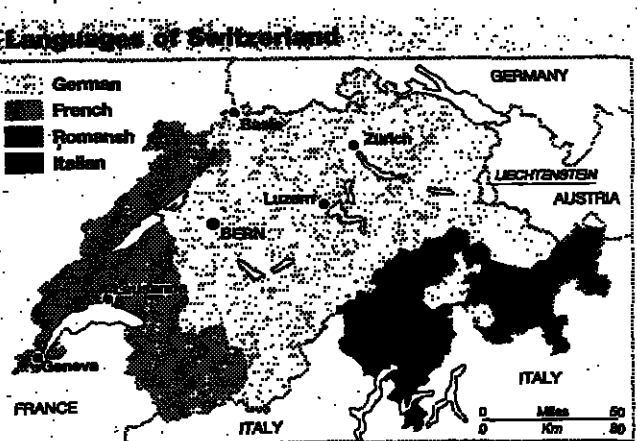 Languages of Switzerland
German
French
Romansh
Italian
GERMANY
Basle
Zürich
LIECHTENSTEIN
AUSTRIA
Luzern
BERN
Geneva
FRANCE
ITALY
ITALY
0 Miles 50
0 Km 80